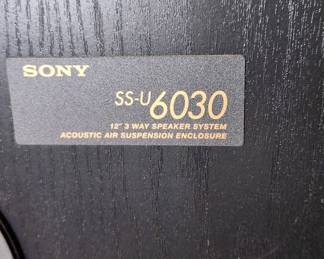 SONY
SS-U6030
12" 3 WAY SPEAKER SYSTEM
ACOUSTIC AIR SUSPENSION ENCLOSURE